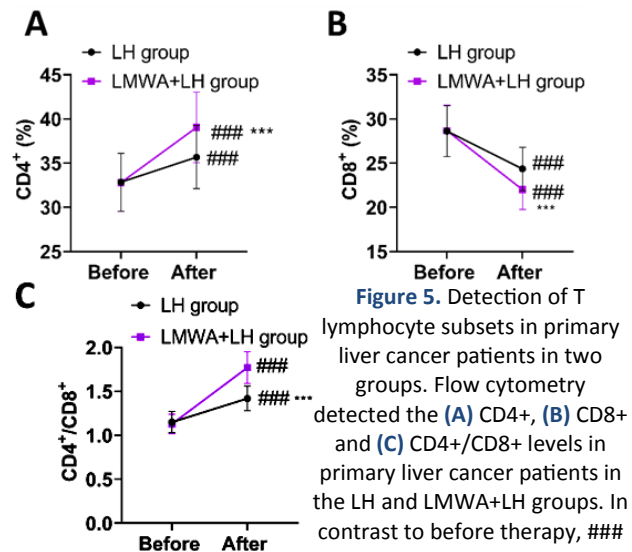 A
LH group
LMWA+LH group
CD4+ (%)
45
35
25
###
***
###
Before
After
B
LH group
LMWA+LH group
CD8+ (%)
35
30
25
20
15
###
###
***
Before
After
C
LH group
LMWA+LH group
CD4+/CD8+
2.0
1.5
1.0
0.5
0.0
###
### ***
Before
After
Figure 5. Detection of T
lymphocyte subsets in primary
liver cancer patients in two
groups. Flow cytometry
detected the (A) CD4+, (B) CD8+
and (C) CD4+/CD8+ levels in
primary liver cancer patients in
the LH and LMWA+LH groups. In
contrast to before therapy, ###